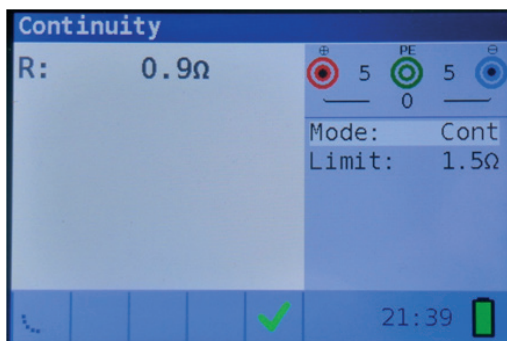 Continuity
R: 0.9Ω
⊕ PE ⊖
5 5
0
Mode: Cont
Limit: 1.5Ω
21:39